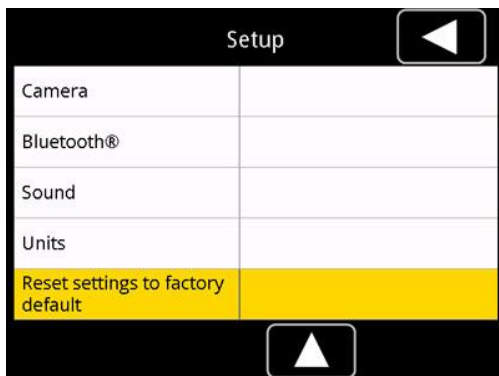 Setup
Camera
Bluetooth®
Sound
Units
Reset settings to factory
default